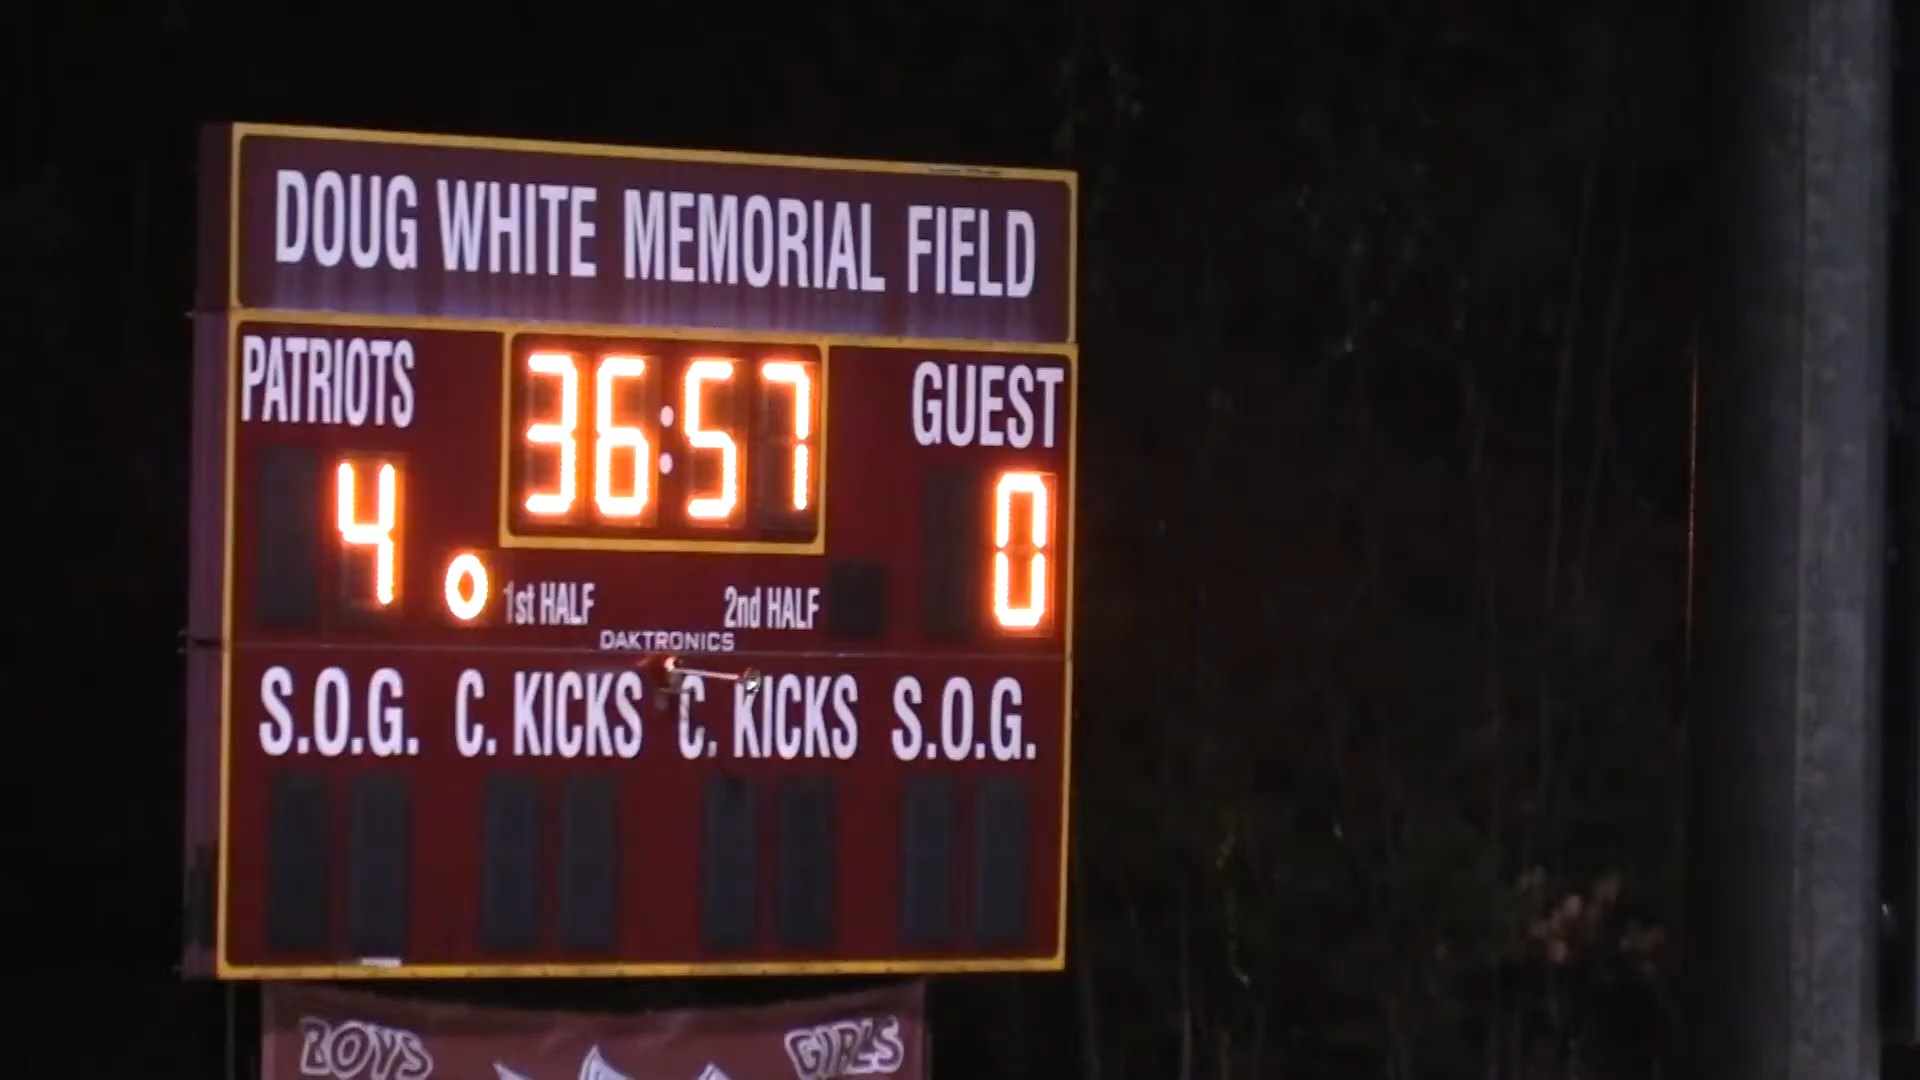 DOUG WHITE MEMORIAL FIELD
PATRIOTS 36:57 GUEST
4 0
1st HALF 2nd HALF
DAKTRONICS
S.O.G. C. KICKS C. KICKS S.O.G.
BOYS GIRLS